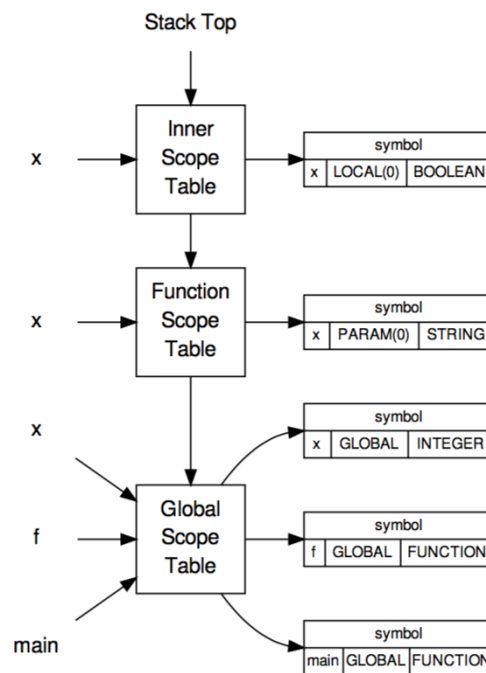 Stack Top
x
Inner
Scope
Table
symbol
x LOCAL(0) BOOLEAN
x
Function
Scope
Table
symbol
x PARAM(0) STRING
x
symbol
x GLOBAL INTEGER
f
Global
Scope
Table
symbol
f GLOBAL FUNCTION
main
symbol
main GLOBAL FUNCTION